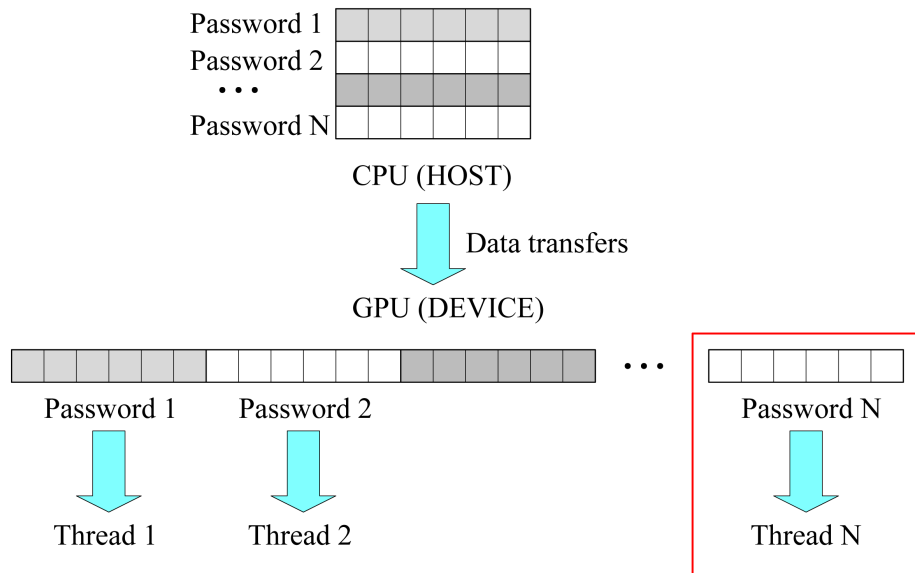 Password 1
Password 2
...
Password N
CPU (HOST)
Data transfers
GPU (DEVICE)
...
Password 1 Password 2 Password N
Thread 1 Thread 2 Thread N